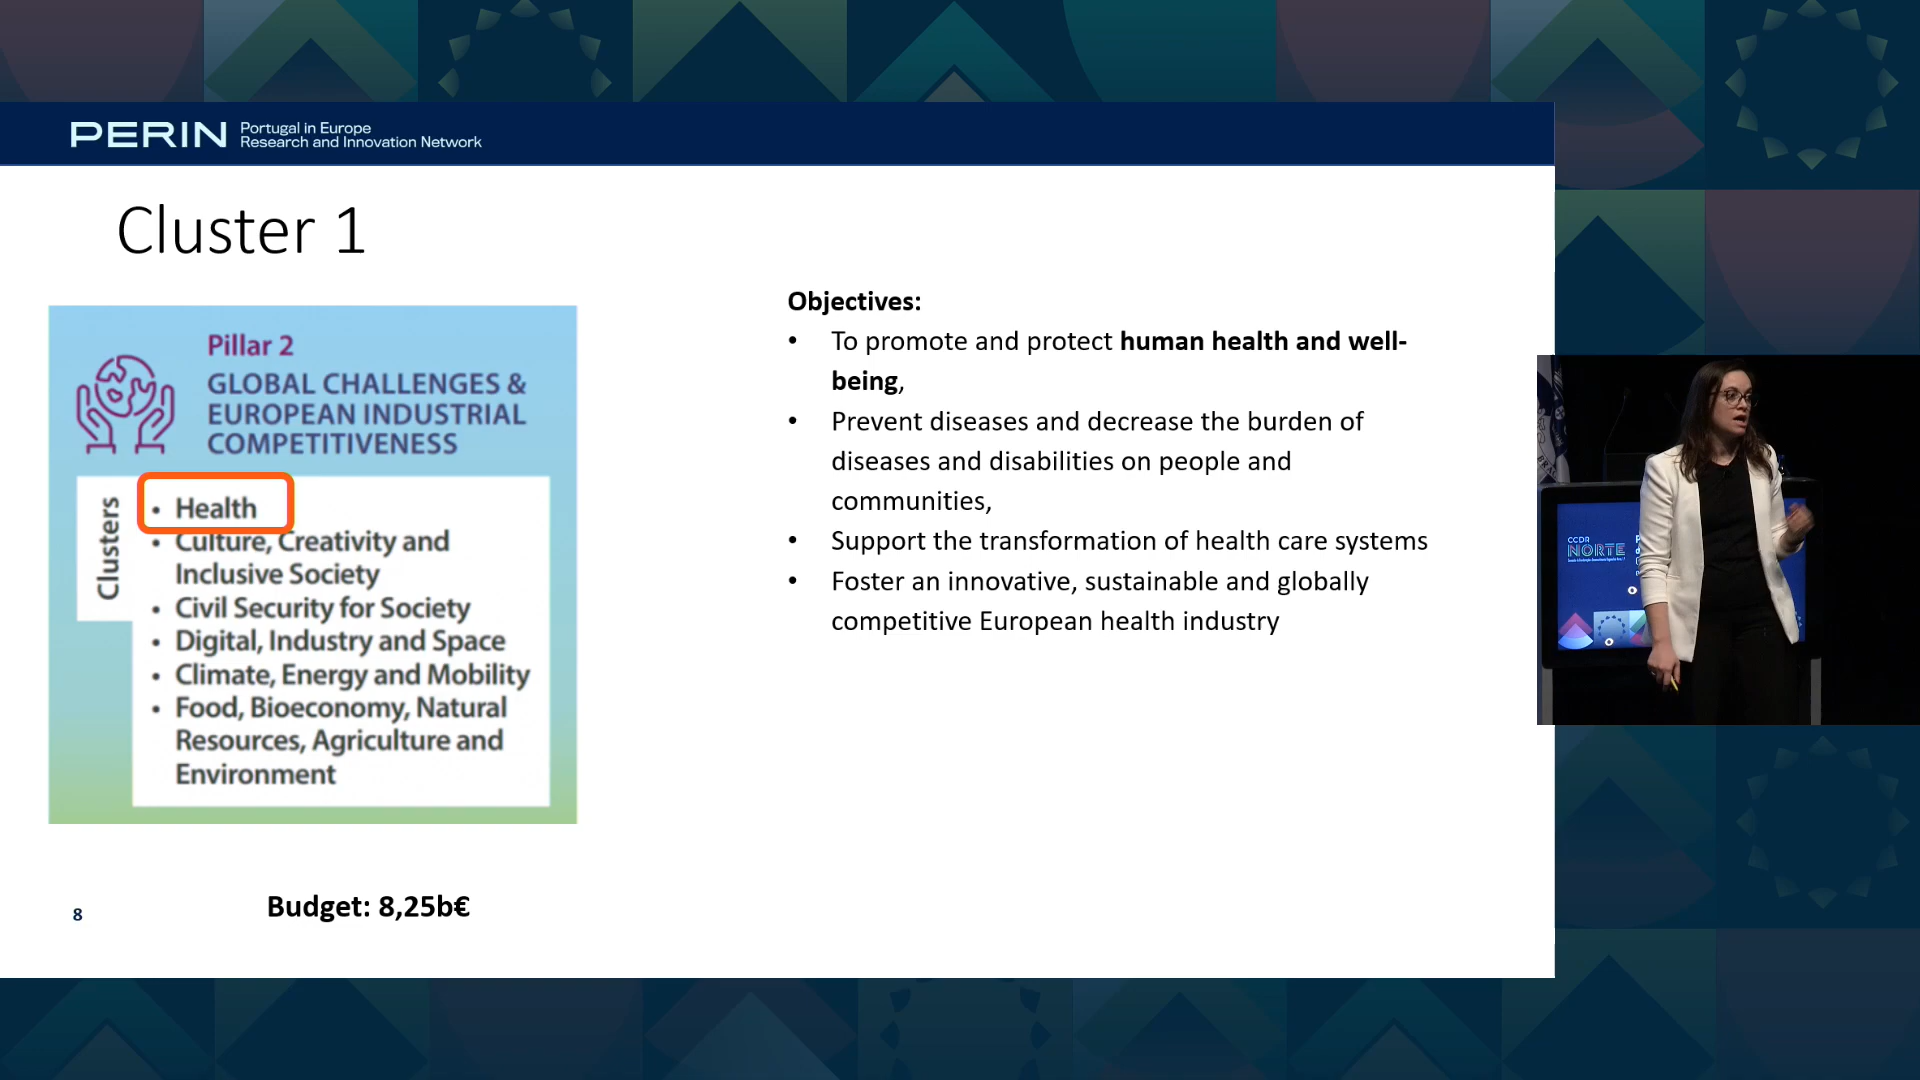 PERIN
Portugal in Europe
Research and Innovation Network
Cluster 1
Pillar 2
GLOBAL CHALLENGES &
EUROPEAN INDUSTRIAL
COMPETITIVENESS
Clusters
• Health
• Culture, Creativity and
Inclusive Society
• Civil Security for Society
• Digital, Industry and Space
• Climate, Energy and Mobility
• Food, Bioeconomy, Natural
Resources, Agriculture and
Environment
Budget: 8,25b€
8
Objectives:
• To promote and protect human health and well-
being,
• Prevent diseases and decrease the burden of
diseases and disabilities on people and
communities,
• Support the transformation of health care systems
• Foster an innovative, sustainable and globally
competitive European health industry
CCDR
NORTE